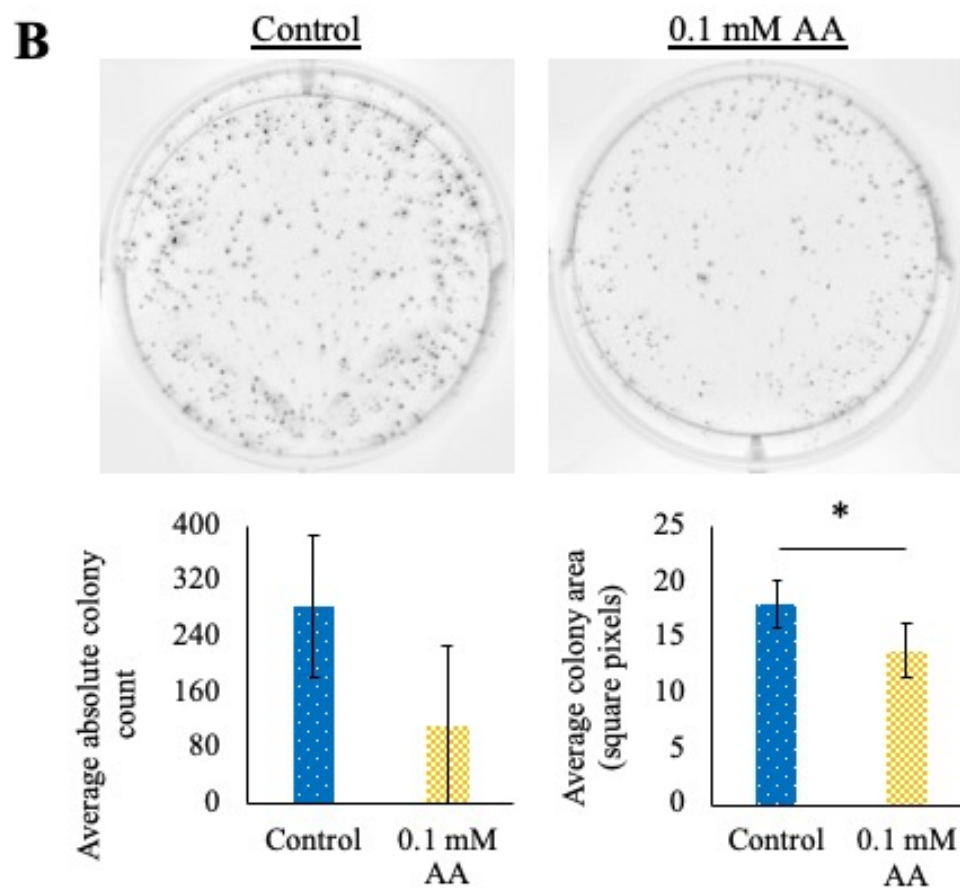 B
Control
0.1 mM AA
Average absolute colony
count
400
320
240
160
80
0
Control
0.1 mM
AA
Average colony area
(square pixels)
25
20
15
10
5
0
*
Control
0.1 mM
AA